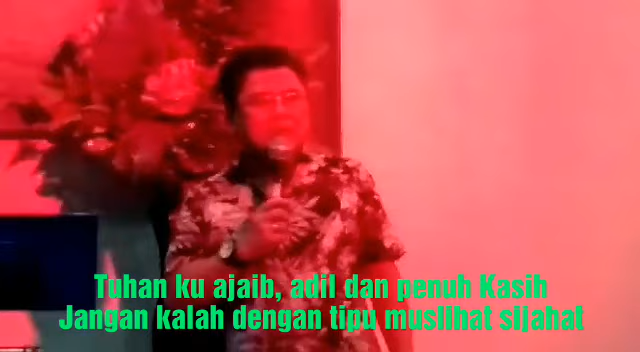 Tuhan ku ajaib, adil dan penuh Kasih
Jangan kalah dengan tipu muslihat sijahat